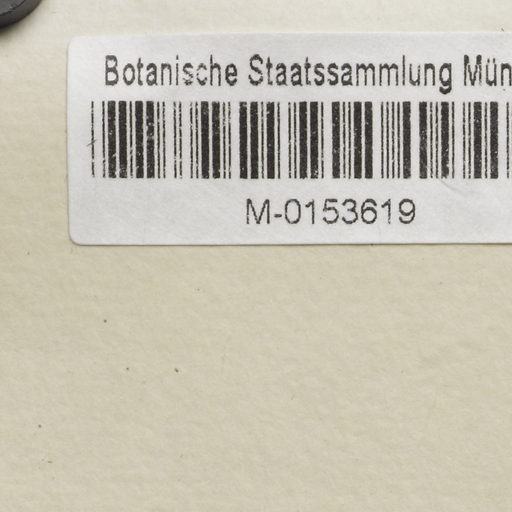 Botanische Staatssammlung Mün
M-0153619